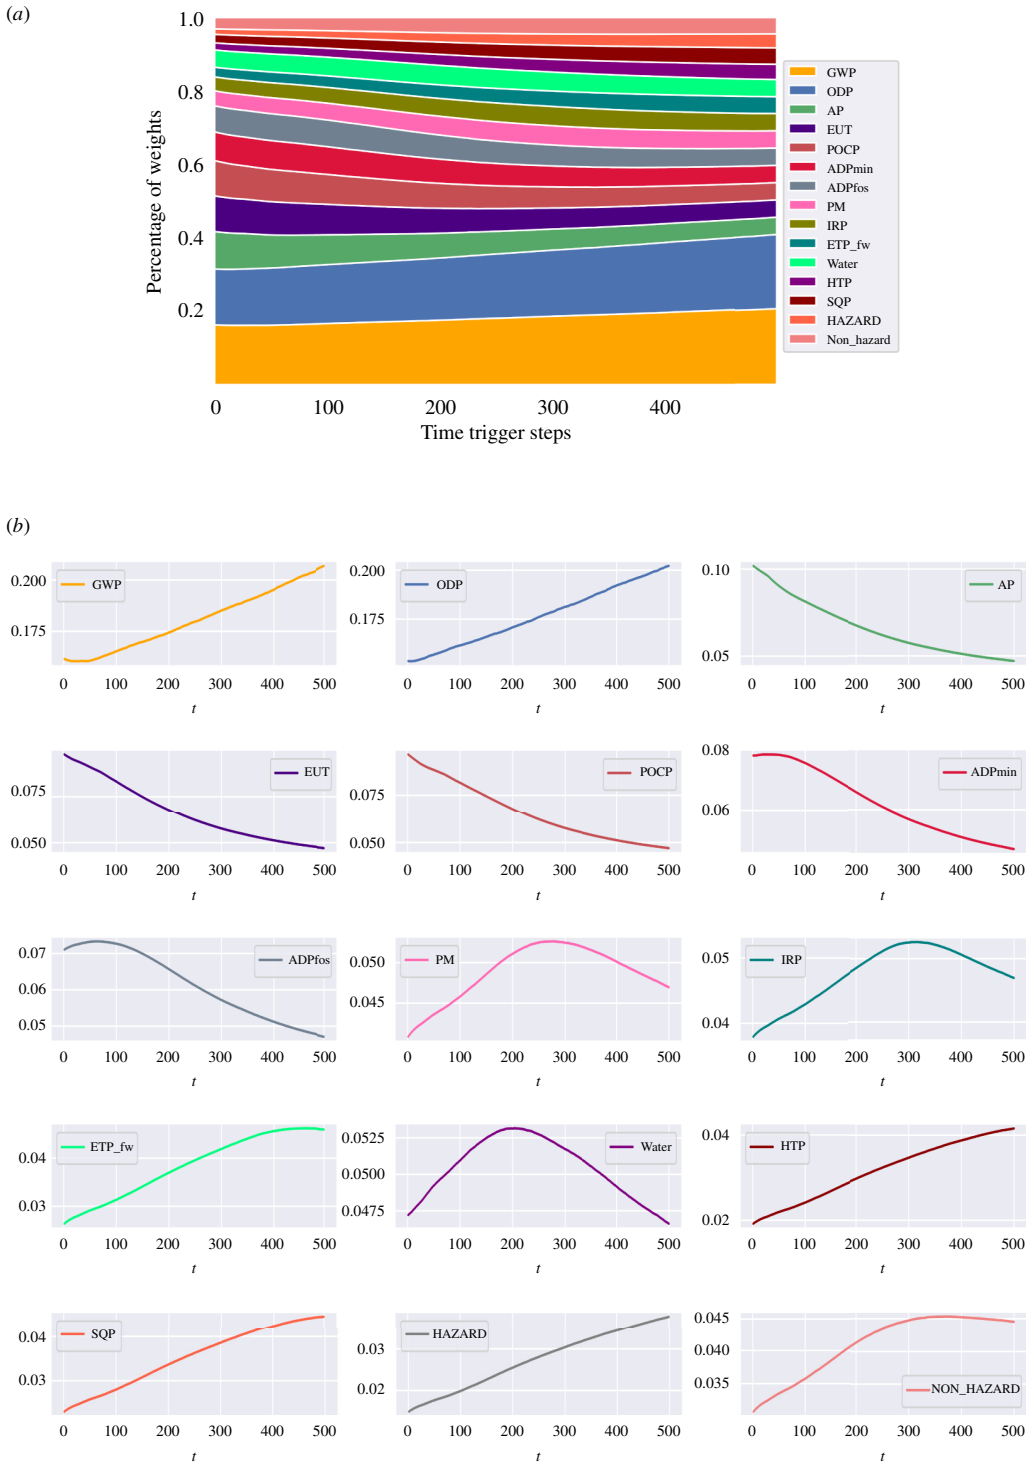 (a)
1.0
0.8
0.6
0.4
0.2
Percentage of weights
0 100 200 300 400
Time trigger steps
GWP
ODP
AP
EUT
POCP
ADPmin
ADPfos
PM
IRP
ETP_fw
Water
HTP
SQP
HAZARD
Non_hazard
(b)
0.200
0.175
GWP
0 100 200 300 400 500
t
0.200
0.175
ODP
0 100 200 300 400 500
t
0.10
0.05
AP
0 100 200 300 400 500
t
0.075
0.050
EUT
0 100 200 300 400 500
t
0.075
0.050
POCP
0 100 200 300 400 500
t
0.08
0.06
ADPmin
0 100 200 300 400 500
t
0.07
0.06
0.05
ADPfos
0 100 200 300 400 500
t
0.050
0.045
PM
0 100 200 300 400 500
t
0.05
0.04
IRP
0 100 200 300 400 500
t
0.04
0.03
ETP_fw
0 100 200 300 400 500
t
0.0525
0.0500
0.0475
Water
0 100 200 300 400 500
t
0.04
0.02
HTP
0 100 200 300 400 500
t
0.04
0.03
SQP
0 100 200 300 400 500
t
0.03
0.02
HAZARD
0 100 200 300 400 500
t
0.045
0.040
0.035
NON_HAZARD
0 100 200 300 400 500
t